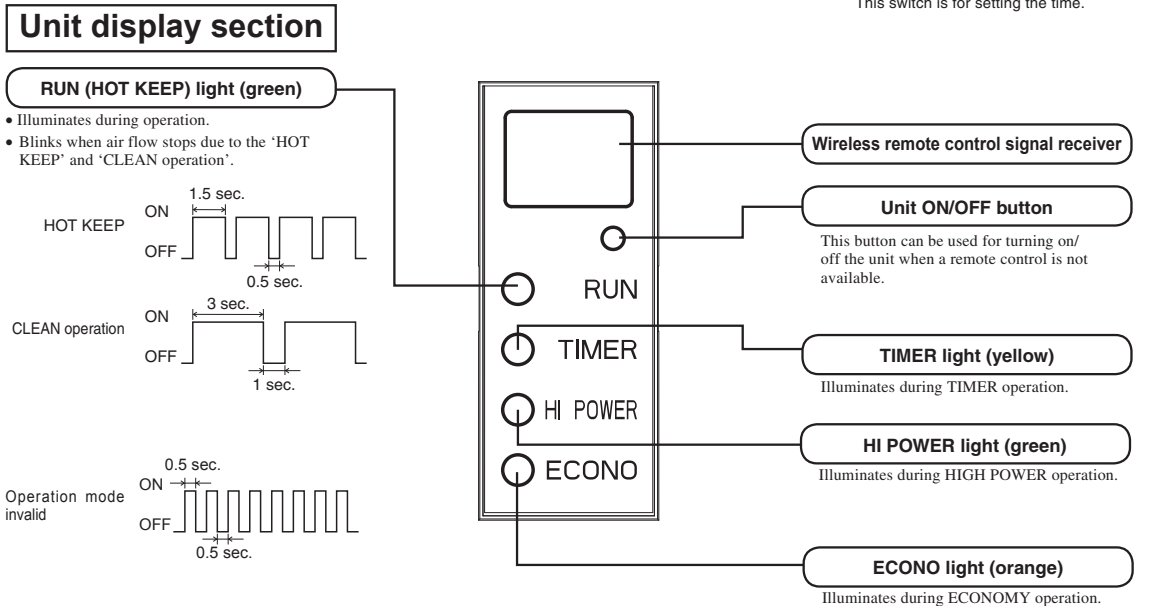 This switch is for setting the time.
Unit display section
RUN (HOT KEEP) light (green)
• Illuminates during operation.
• Blinks when air flow stops due to the ‘HOT
KEEP’ and ‘CLEAN operation’.
HOT KEEP
ON
OFF
1.5 sec.
0.5 sec.
CLEAN operation
ON
OFF
3 sec.
1 sec.
Operation mode
invalid
ON
OFF
0.5 sec.
0.5 sec.
RUN
TIMER
HI POWER
ECONO
Wireless remote control signal receiver
Unit ON/OFF button
This button can be used for turning on/
off the unit when a remote control is not
available.
TIMER light (yellow)
Illuminates during TIMER operation.
HI POWER light (green)
Illuminates during HIGH POWER operation.
ECONO light (orange)
Illuminates during ECONOMY operation.